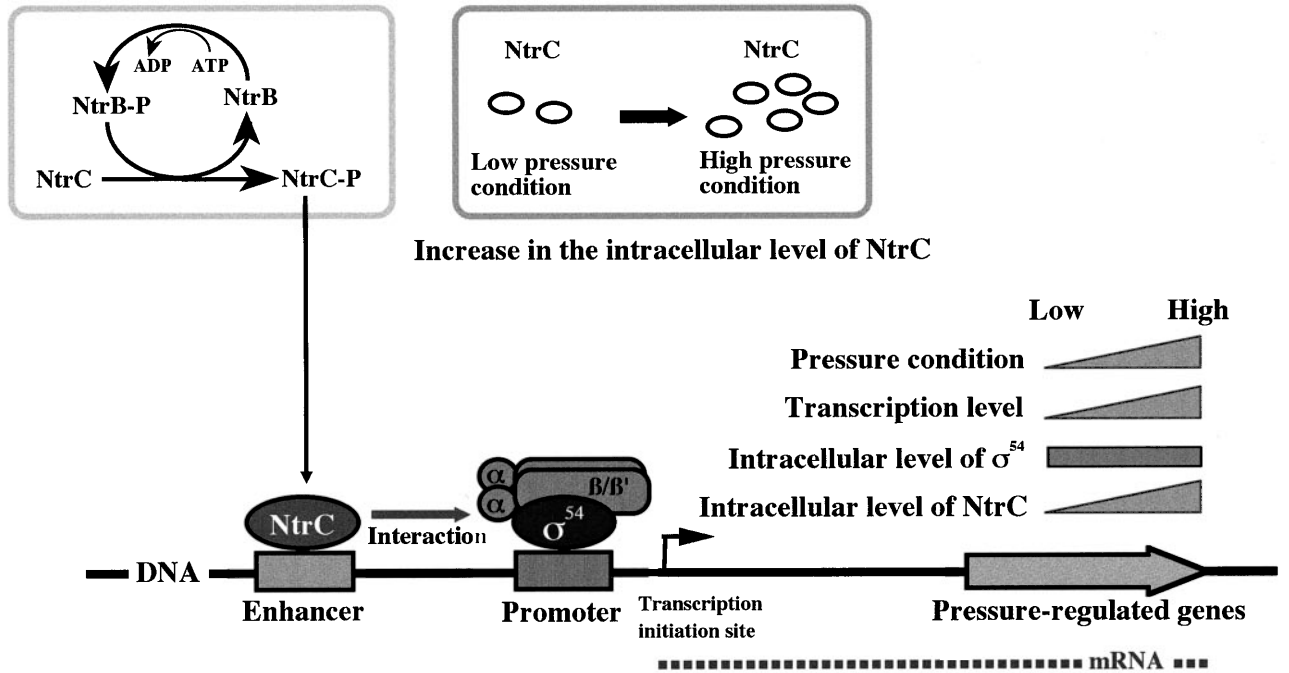 ADP ATP
NtrB-P NtrB
NtrC NtrC-P
NtrC NtrC
Low pressure
condition
High pressure
condition
Increase in the intracellular level of NtrC
Low High
Pressure condition
Transcription level
Intracellular level of σ54
Intracellular level of NtrC
α
α
ß/ß'
σ54
NtrC
Interaction
DNA
Enhancer
Promoter
Transcription
initiation site
Pressure-regulated genes
mRNA